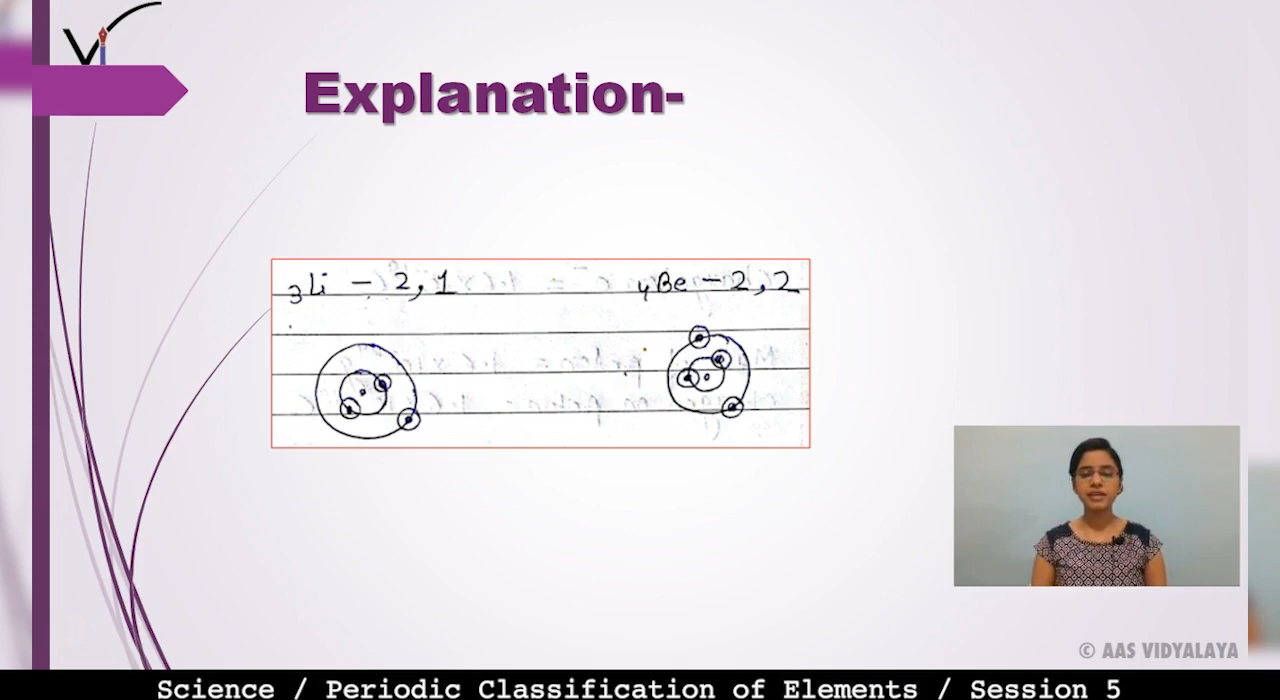 Explanation-
₃Li - 2, 1
₄Be - 2, 2
© AAS VIDYALAYA
Science / Periodic Classification of Elements / Session 5